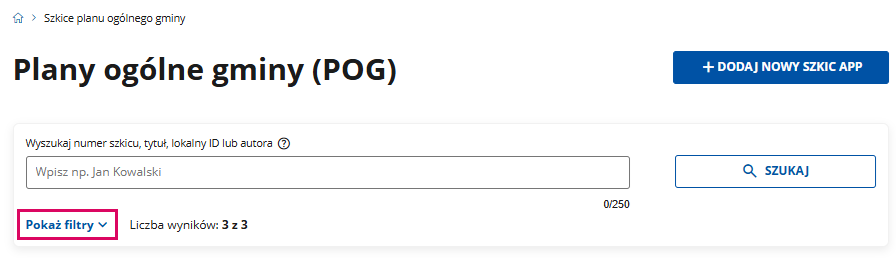 Szkice planu ogólnego gminy
Plany ogólne gminy (POG)
+ DODAJ NOWY SZKIC APP
Wyszukaj numer szkicu, tytuł, lokalny ID lub autora ?
Wpisz np. Jan Kowalski
SZUKAJ
0/250
Pokaż filtry Liczba wyników: 3 z 3